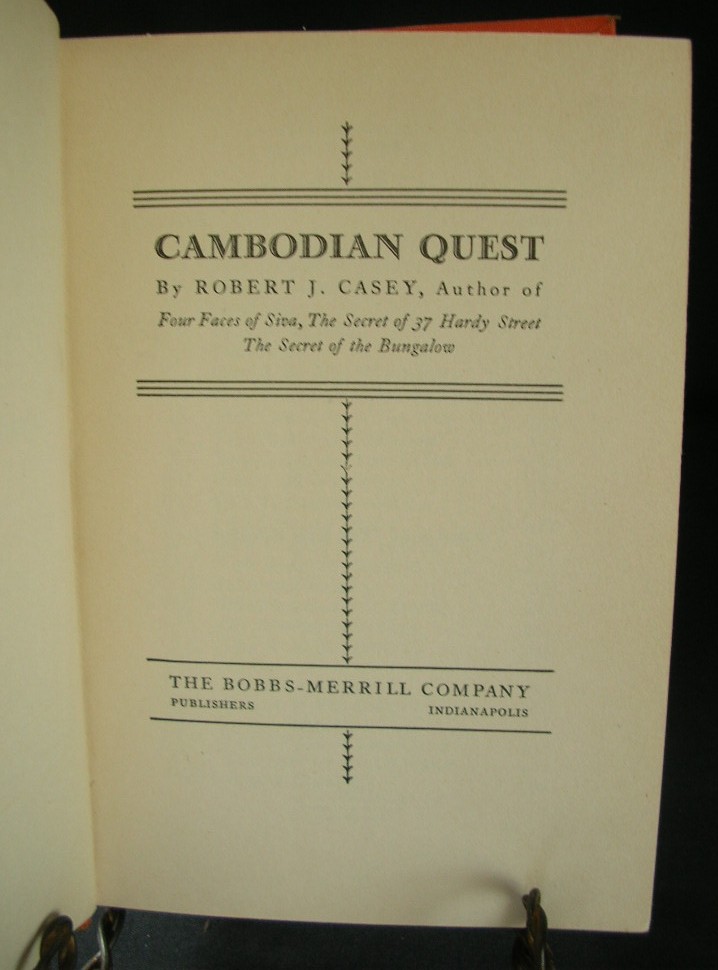 CAMBODIAN QUEST
By ROBERT J. CASEY, Author of
Four Faces of Siva, The Secret of 37 Hardy Street
The Secret of the Bungalow
THE BOBBS-MERRILL COMPANY
PUBLISHERS INDIANAPOLIS